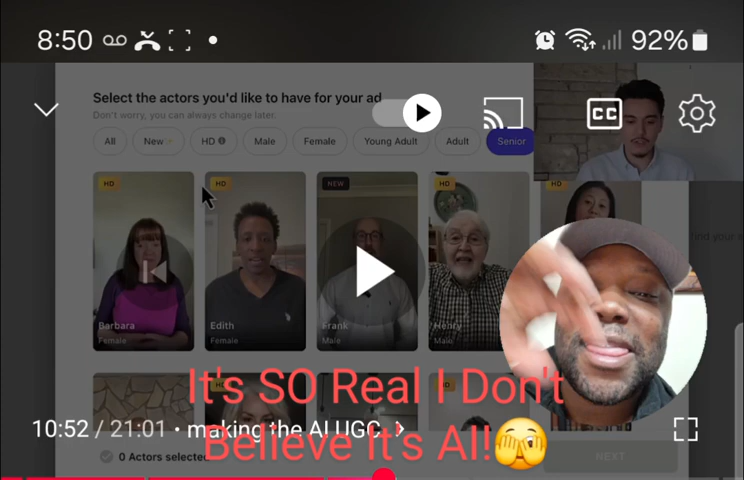 8:50
92%
Select the actors you'd like to have for your ad
Don't worry, you can always change later.
All New HD Male Female Young Adult Adult Senior
CC
HD HD NEW HD HD
Barbara Edith Frank Henry
Female Female Male Male
It's SO Real I Don't
10:52 / 21:01 • making the AI UGC
Believe It's AI!🫣
0 Actors selected
NEXT